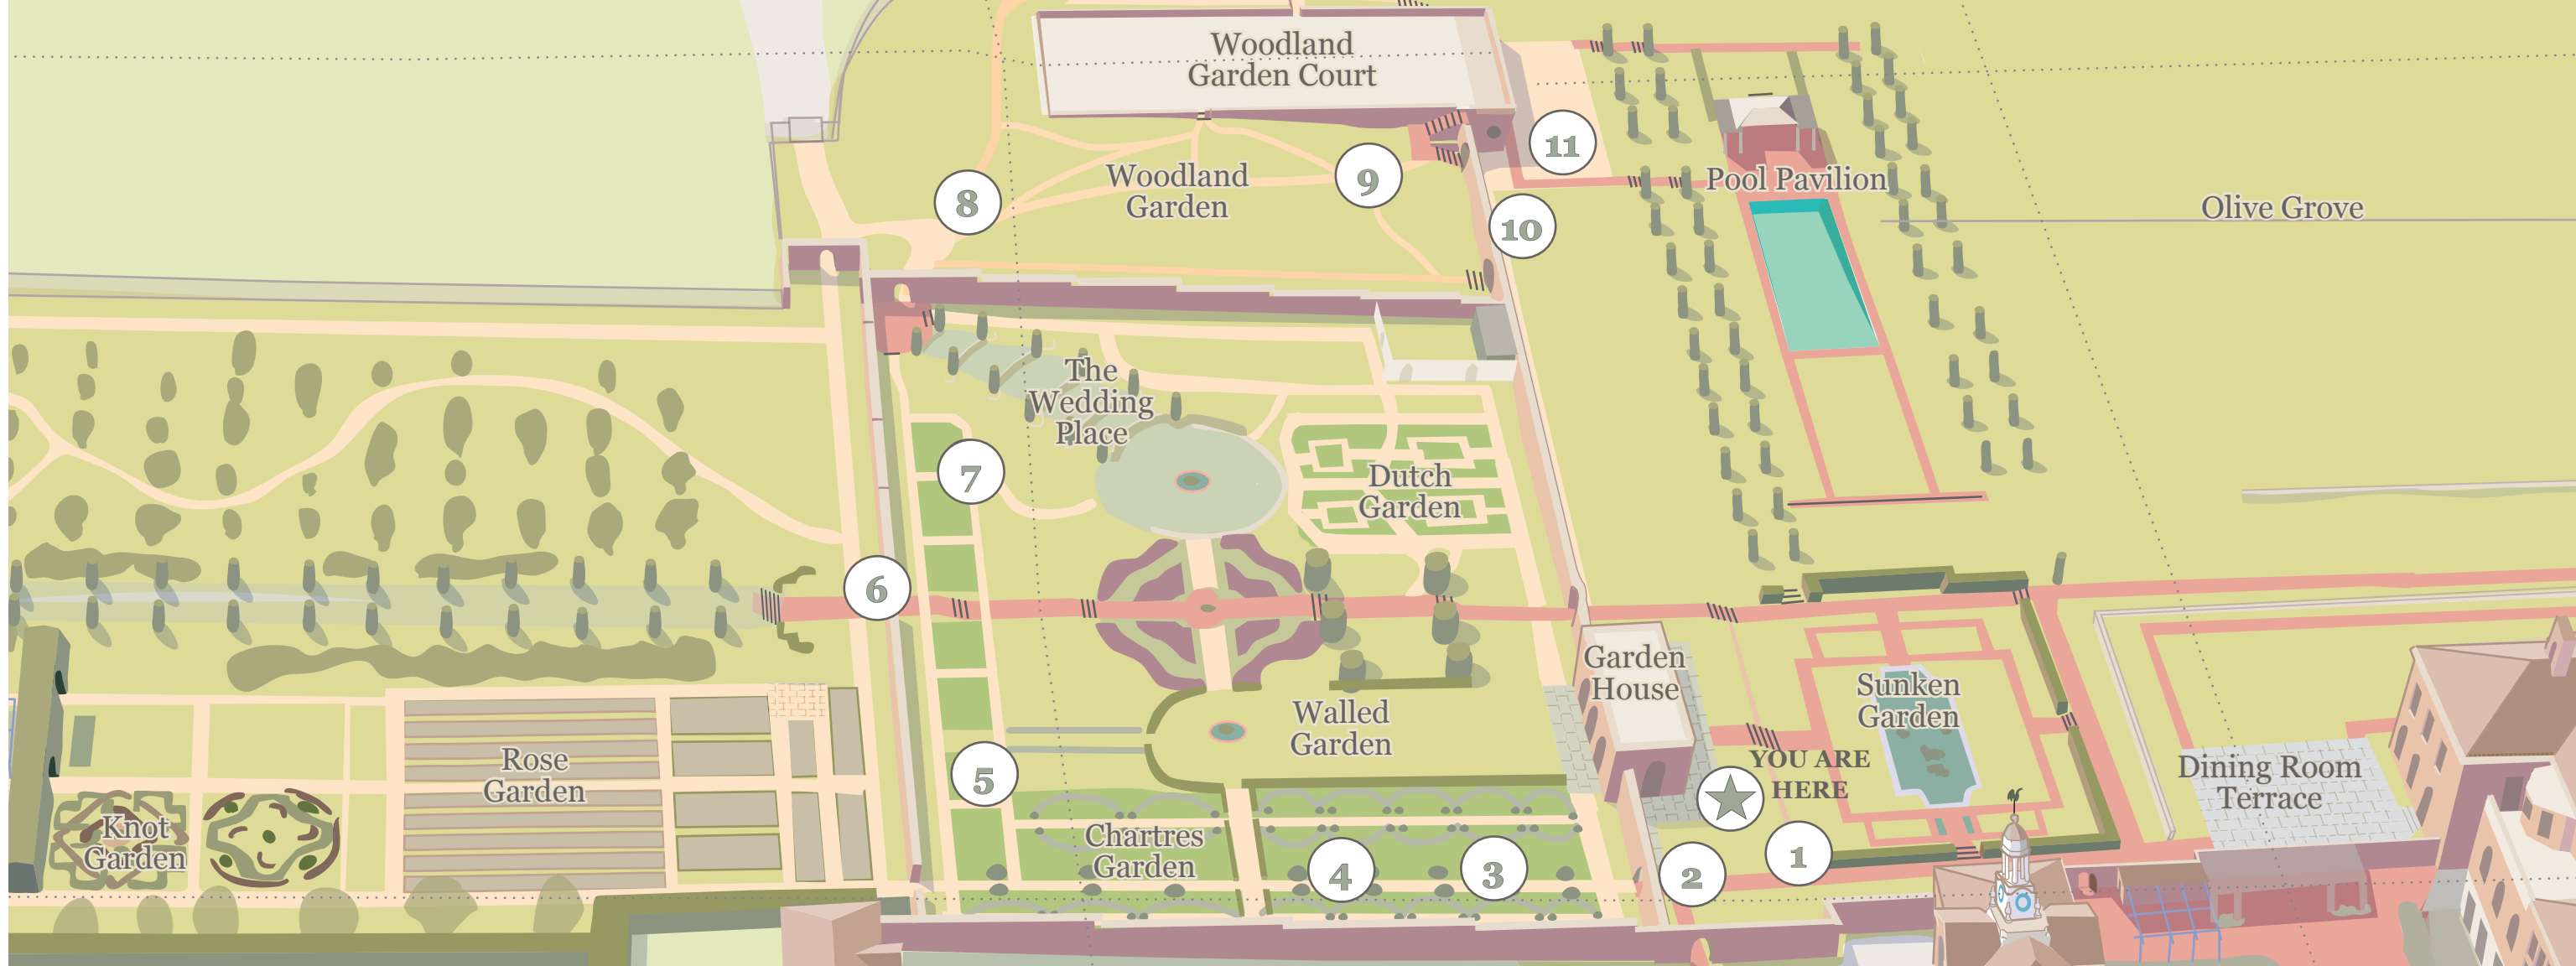 Woodland
Garden Court
11
Woodland
Garden
8
9
10
Pool Pavilion
Olive Grove
The
Wedding
Place
7
Dutch
Garden
6
Garden
House
Sunken
Garden
Walled
Garden
YOU ARE
HERE
5
Rose
Garden
Dining Room
Terrace
Knot
Garden
Chartres
Garden
4
3
2
1